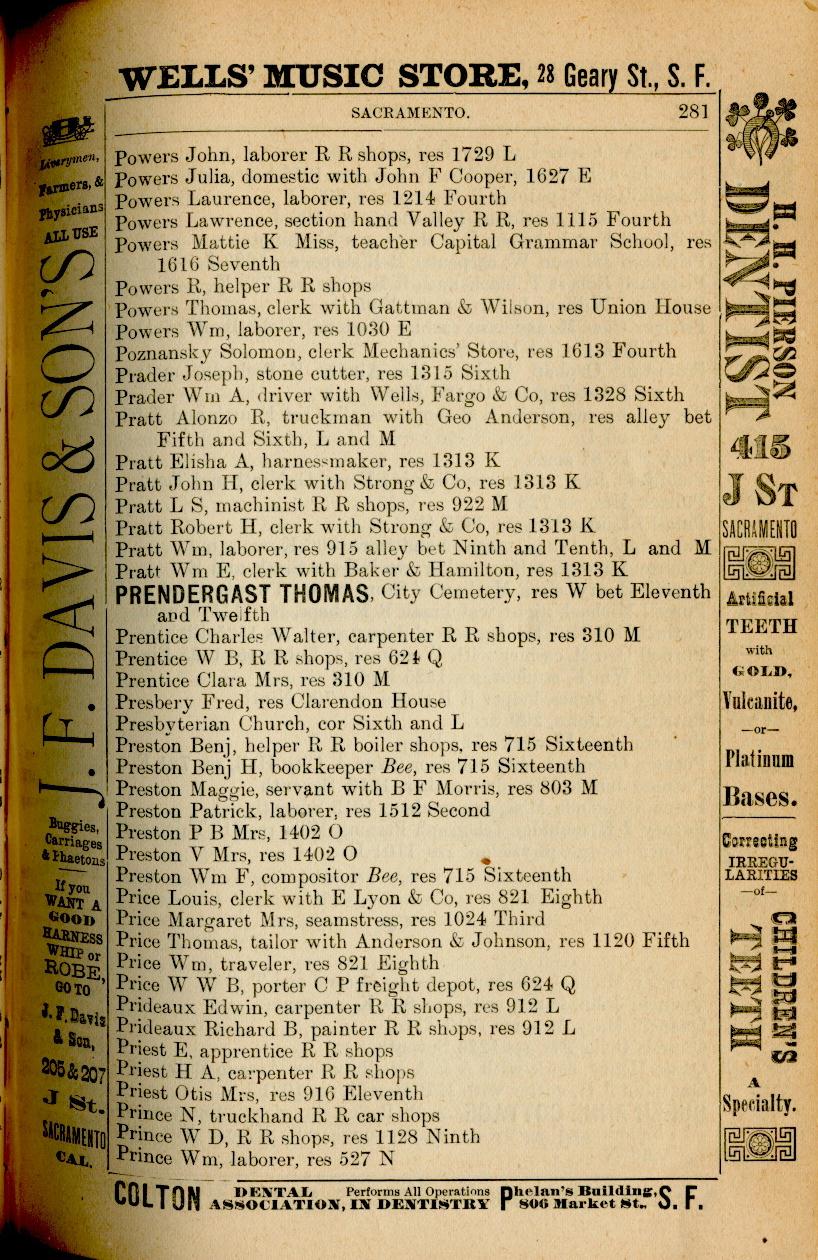 WELLS' MUSIC STORE, 28 Geary St., S. F.
SACRAMENTO. 281
Powers John, laborer R R shops, res 1729 L
Powers Julia, domestic with John F Cooper, 1627 E
Powers Laurence, laborer, res 1214 Fourth
Powers Lawrence, section hand Valley R R, res 1115 Fourth
Powers Mattie K Miss, teacher Capital Grammar School, res
1616 Seventh
Powers R, helper R R shops
Powers Thomas, clerk with Gattman & Wilson, res Union House
Powers Wm, laborer, res 1030 E
Poznansky Solomon, clerk Mechanics' Store, res 1613 Fourth
Prader Joseph, stone cutter, res 1315 Sixth
Prader Wm A, driver with Wells, Fargo & Co, res 1328 Sixth
Pratt Alonzo R, truckman with Geo Anderson, res alley bet
Fifth and Sixth, L and M
Pratt Elisha A, harnessmaker, res 1313 K
Pratt John H, clerk with Strong & Co, res 1313 K
Pratt L S, machinist R R shops, res 922 M
Pratt Robert H, clerk with Strong & Co, res 1313 K
Pratt Wm, laborer, res 915 alley bet Ninth and Tenth, L and M
Pratt Wm E, clerk with Baker & Hamilton, res 1313 K
PRENDERGAST THOMAS, City Cemetery, res W bet Eleventh
and Twelfth
Prentice Charles Walter, carpenter R R shops, res 310 M
Prentice W B, R R shops, res 624 Q
Prentice Clara Mrs, res 310 M
Presbery Fred, res Clarendon House
Presbyterian Church, cor Sixth and L
Preston Benj, helper R R boiler shops, res 715 Sixteenth
Preston Benj H, bookkeeper Bee, res 715 Sixteenth
Preston Maggie, servant with B F Morris, res 803 M
Preston Patrick, laborer, res 1512 Second
Preston P B Mrs, 1402 O
Preston V Mrs, res 1402 O
Preston Wm F, compositor Bee, res 715 Sixteenth
Price Louis, clerk with E Lyon & Co, res 821 Eighth
Price Margaret Mrs, seamstress, res 1024 Third
Price Thomas, tailor with Anderson & Johnson, res 1120 Fifth
Price Wm, traveler, res 821 Eighth
Price W W B, porter C P freight depot, res 624 Q
Prideaux Edwin, carpenter R R shops, res 912 L
Prideaux Richard B, painter R R shops, res 912 L
Priest E, apprentice R R shops
Priest H A, carpenter R R shops
Priest Otis Mrs, res 916 Eleventh
Prince N, truckhand R R car shops
Prince W D, R R shops, res 1128 Ninth
Prince Wm, laborer, res 527 N
Liverymen,
Farmers, &
Physicians
ALL USE
J. F. DAVIS & SON'S
Buggies,
Carriages
& Phaetons
If you
WANT A
GOOD
HARNESS
WHIP or
ROBE,
GO TO
J. F. Davis
& Son,
205 & 207
J St.
SACRAMENTO
CAL.
H. H. PIERSON
DENTIST
415
J ST
SACRAMENTO
Artificial
TEETH
with
GOLD,
Vulcanite,
—or—
Platinum
Bases.
Correcting
IRREGU-
LARITIES
—of—
CHILDREN'S
TEETH
A
Specialty.
COLTON DENTAL ASSOCIATION, Performs All Operations IN DENTISTRY Phelan's Building, 806 Market St., S. F.